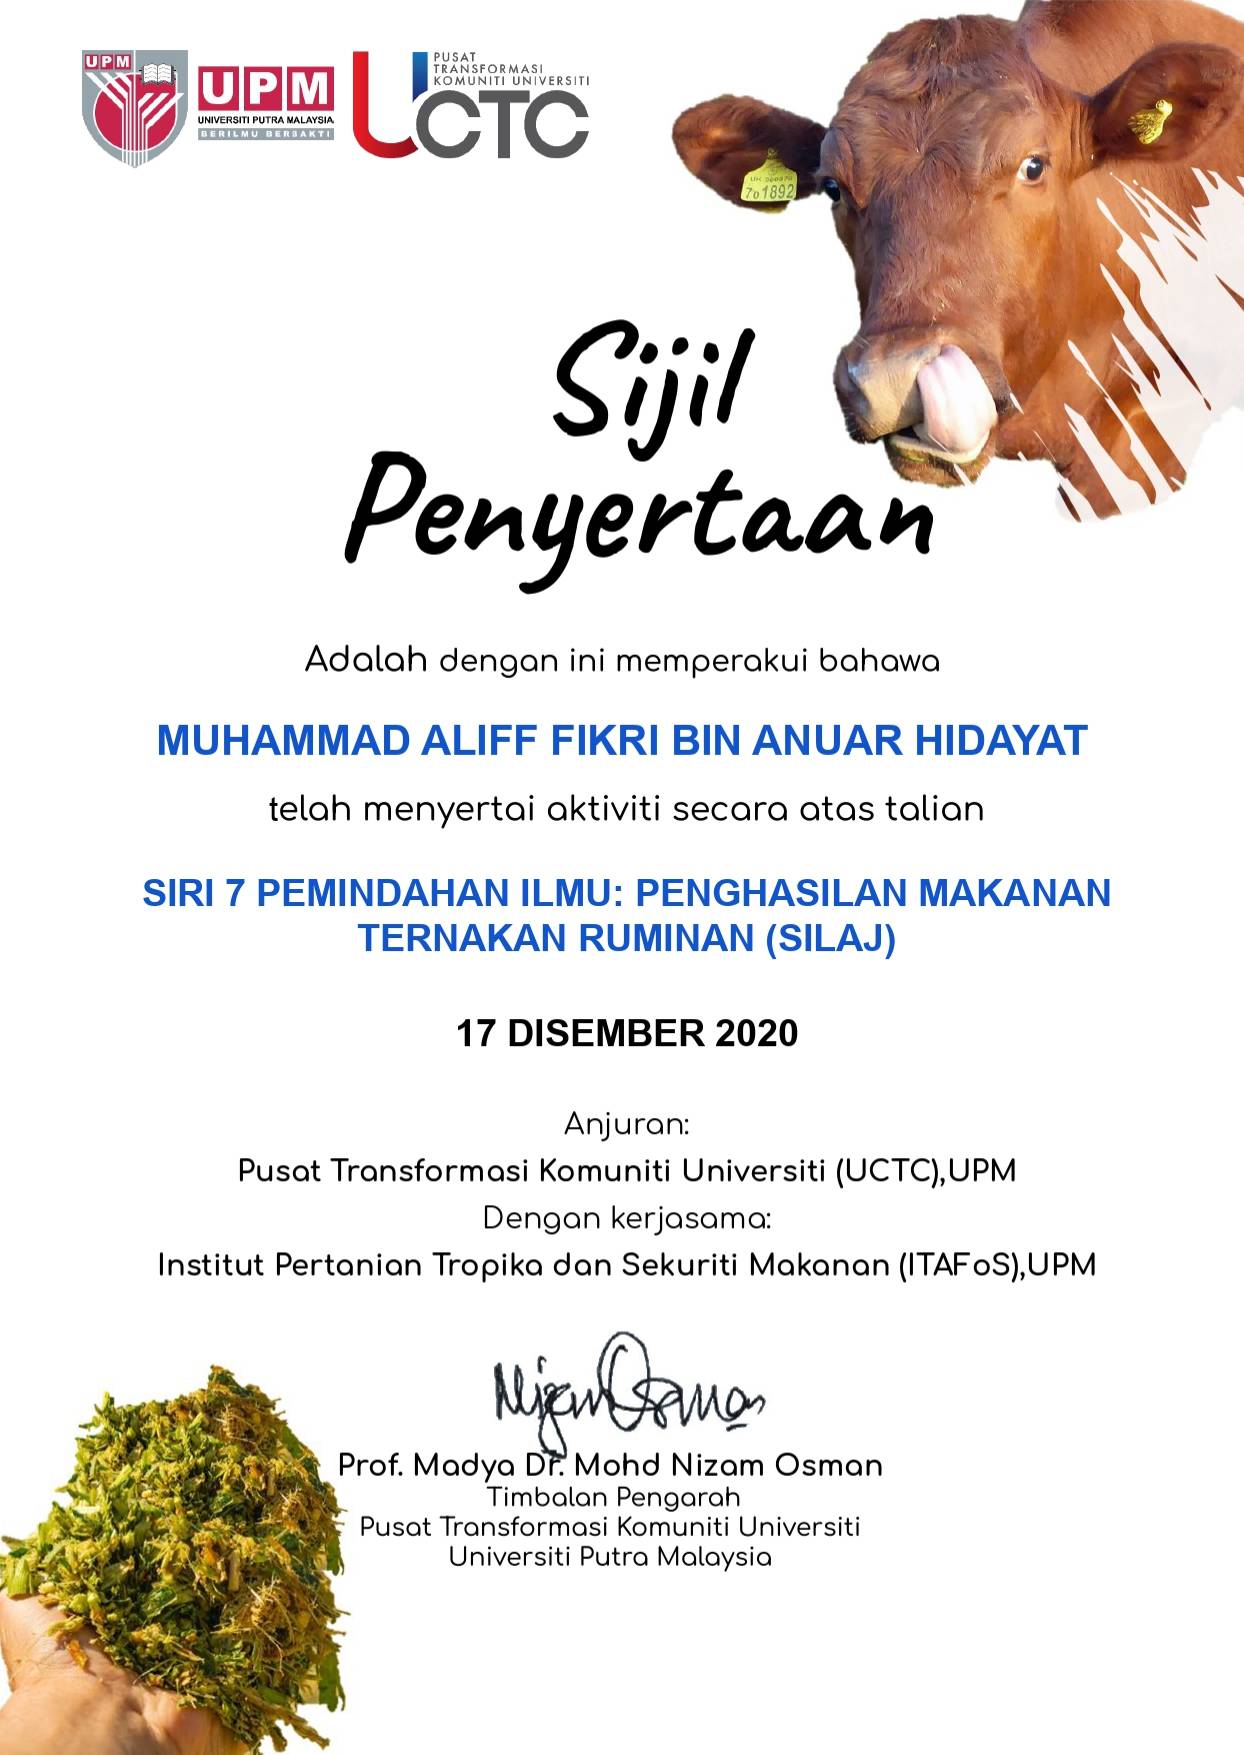 UPM
UPM
UNIVERSITI PUTRA MALAYSIA
BERILMU BERBAKTI
PUSAT
TRANSFORMASI
KOMUNITI UNIVERSITI
UCTC
7o1892
Sijil
Penyertaan
Adalah dengan ini memperakui bahawa
MUHAMMAD ALIFF FIKRI BIN ANUAR HIDAYAT
telah menyertai aktiviti secara atas talian
SIRI 7 PEMINDAHAN ILMU: PENGHASILAN MAKANAN
TERNAKAN RUMINAN (SILAJ)
17 DISEMBER 2020
Anjuran:
Pusat Transformasi Komuniti Universiti (UCTC),UPM
Dengan kerjasama:
Institut Pertanian Tropika dan Sekuriti Makanan (ITAFoS),UPM
Nizam Osman
Prof. Madya Dr. Mohd Nizam Osman
Timbalan Pengarah
Pusat Transformasi Komuniti Universiti
Universiti Putra Malaysia